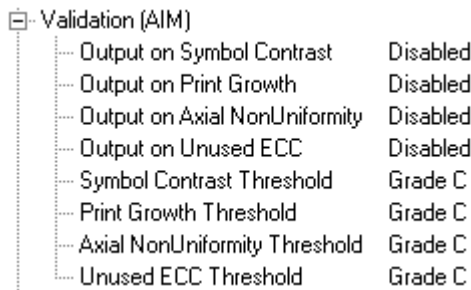 Validation (AIM)
Output on Symbol Contrast Disabled
Output on Print Growth Disabled
Output on Axial NonUniformity Disabled
Output on Unused ECC Disabled
Symbol Contrast Threshold Grade C
Print Growth Threshold Grade C
Axial NonUniformity Threshold Grade C
Unused ECC Threshold Grade C